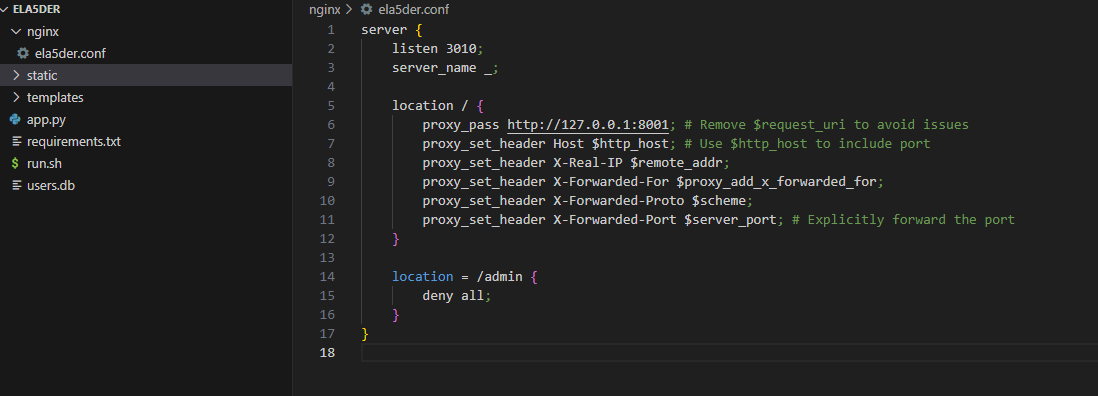 ELA5DER
nginx
ela5der.conf
static
templates
app.py
requirements.txt
$ run.sh
users.db
nginx > ela5der.conf
1 server {
2 listen 3010;
3 server_name _;
4
5 location / {
6 proxy_pass http://127.0.0.1:8001; # Remove $request_uri to avoid issues
7 proxy_set_header Host $http_host; # Use $http_host to include port
8 proxy_set_header X-Real-IP $remote_addr;
9 proxy_set_header X-Forwarded-For $proxy_add_x_forwarded_for;
10 proxy_set_header X-Forwarded-Proto $scheme;
11 proxy_set_header X-Forwarded-Port $server_port; # Explicitly forward the port
12 }
13
14 location = /admin {
15 deny all;
16 }
17 }
18